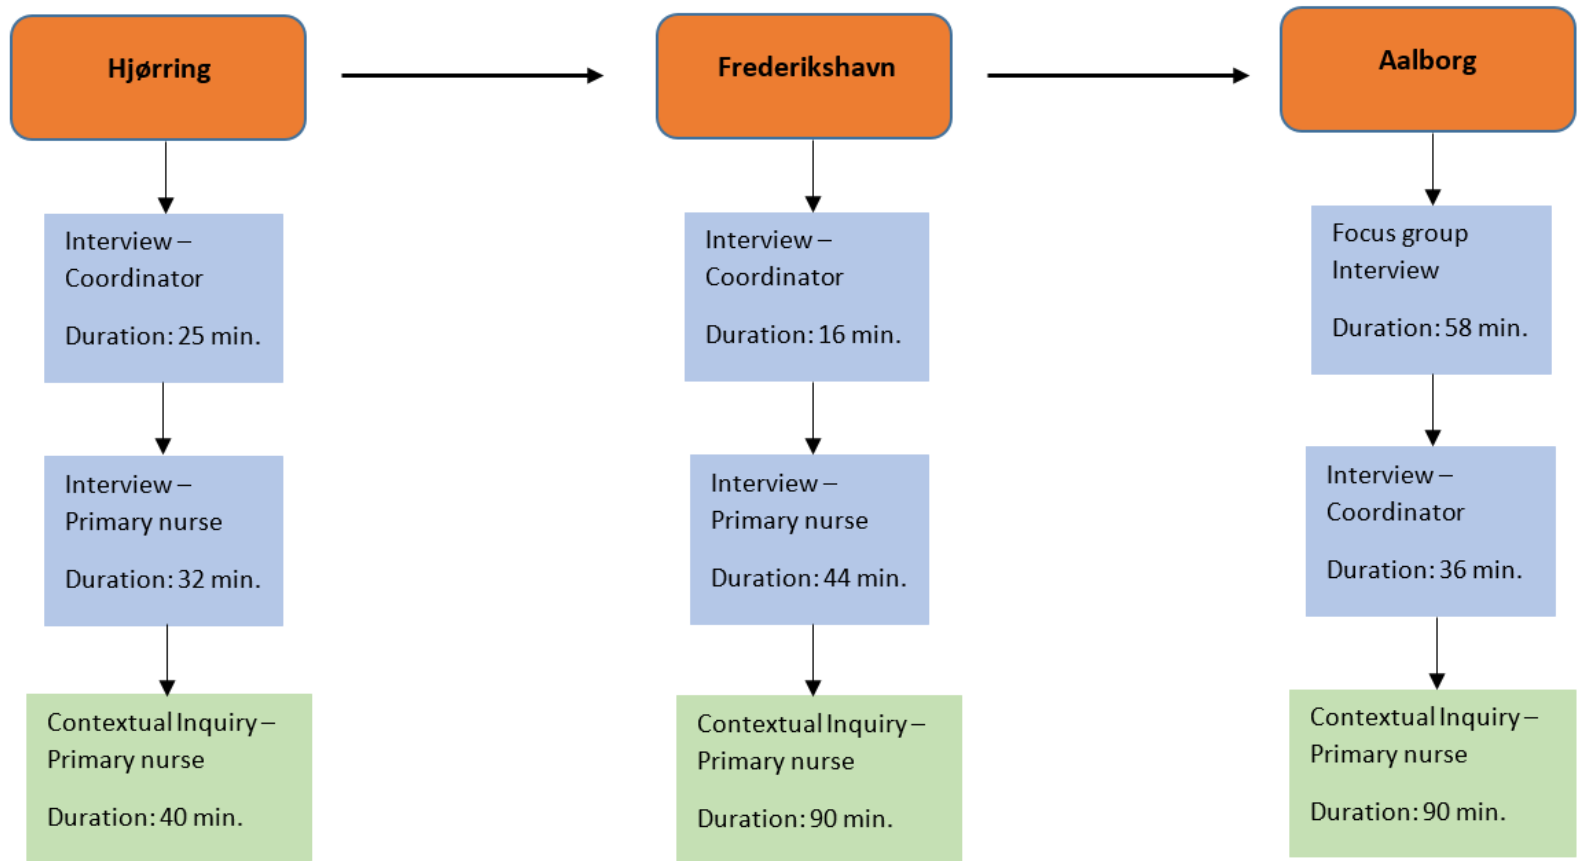 Hjørring
Frederikshavn
Aalborg
Interview –
Coordinator
Duration: 25 min.
Interview –
Coordinator
Duration: 16 min.
Focus group
Interview
Duration: 58 min.
Interview –
Primary nurse
Duration: 32 min.
Interview –
Primary nurse
Duration: 44 min.
Interview –
Coordinator
Duration: 36 min.
Contextual Inquiry –
Primary nurse
Duration: 40 min.
Contextual Inquiry –
Primary nurse
Duration: 90 min.
Contextual Inquiry –
Primary nurse
Duration: 90 min.